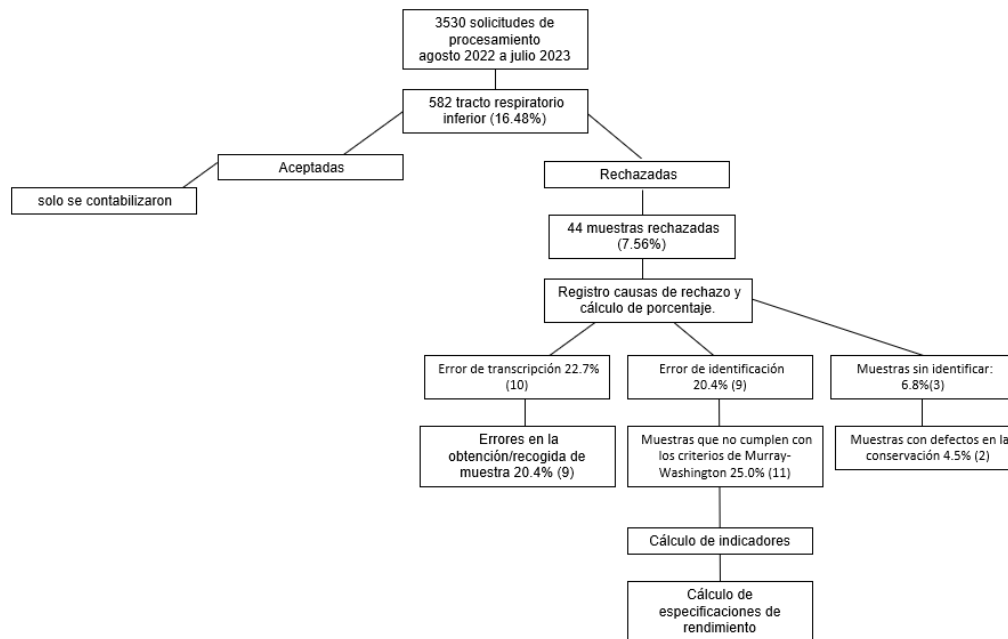 3530 solicitudes de
procesamiento
agosto 2022 a julio 2023
582 tracto respiratorio
inferior (16.48%)
Aceptadas
Rechazadas
solo se contabilizaron
44 muestras rechazadas
(7.56%)
Registro causas de rechazo y
cálculo de porcentaje.
Error de transcripción 22.7%
(10)
Error de identificación
20.4% (9)
Muestras sin identificar:
6.8%(3)
Errores en la
obtención/recogida de
muestra 20.4% (9)
Muestras que no cumplen con
los criterios de Murray-
Washington 25.0% (11)
Muestras con defectos en la
conservación 4.5% (2)
Cálculo de indicadores
Cálculo de
especificaciones de
rendimiento